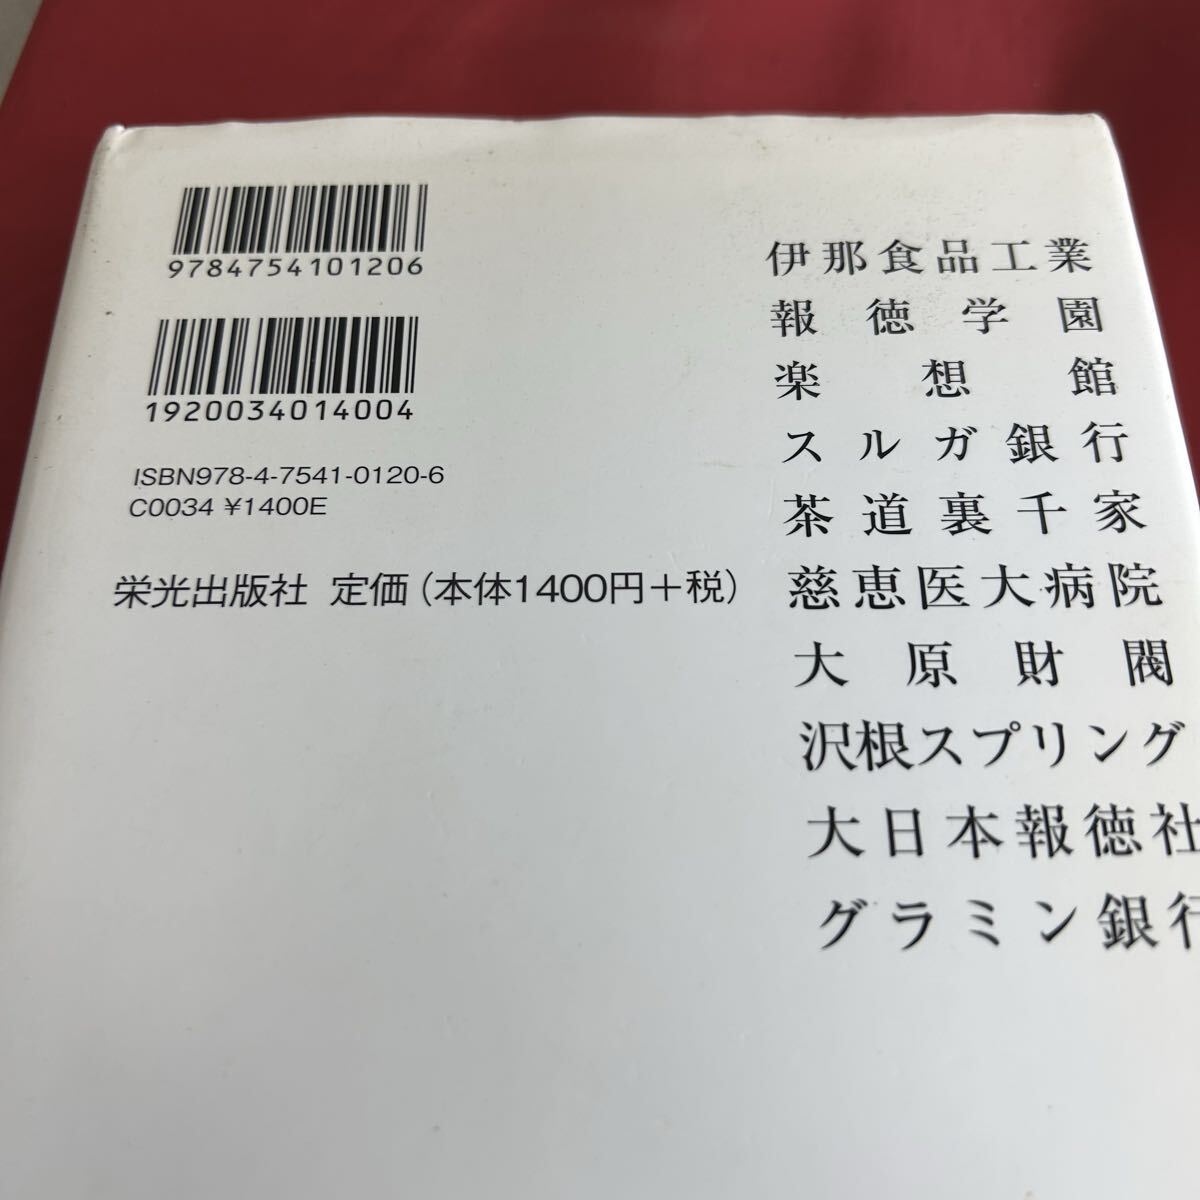 9784754101206
1920034014004
ISBN978-4-7541-0120-6
C0034 ¥1400E
栄光出版社 定価(本体1400円+税)
伊那食品工業
報徳学園
楽想館
スルガ銀行
茶道裏千家
慈恵医大病院
大原財閥
沢根スプリング
大日本報徳社
グラミン銀行